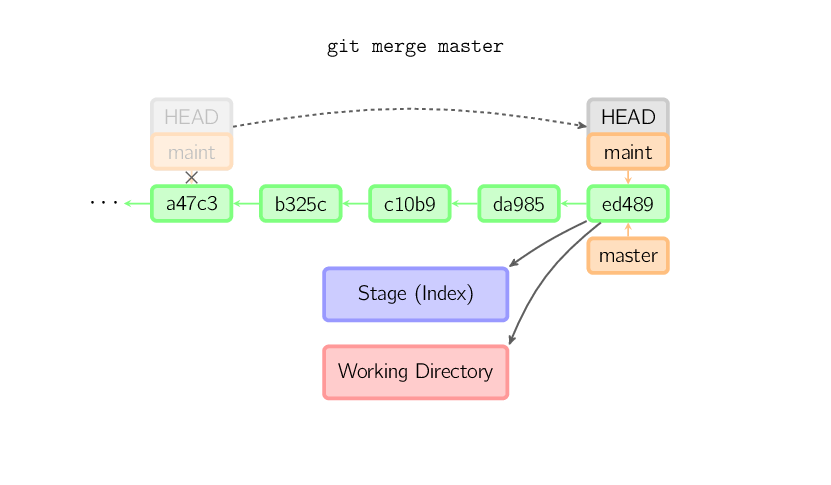 git merge master
HEAD HEAD
maint maint
... a47c3 b325c c10b9 da985 ed489
master
Stage (Index)
Working Directory